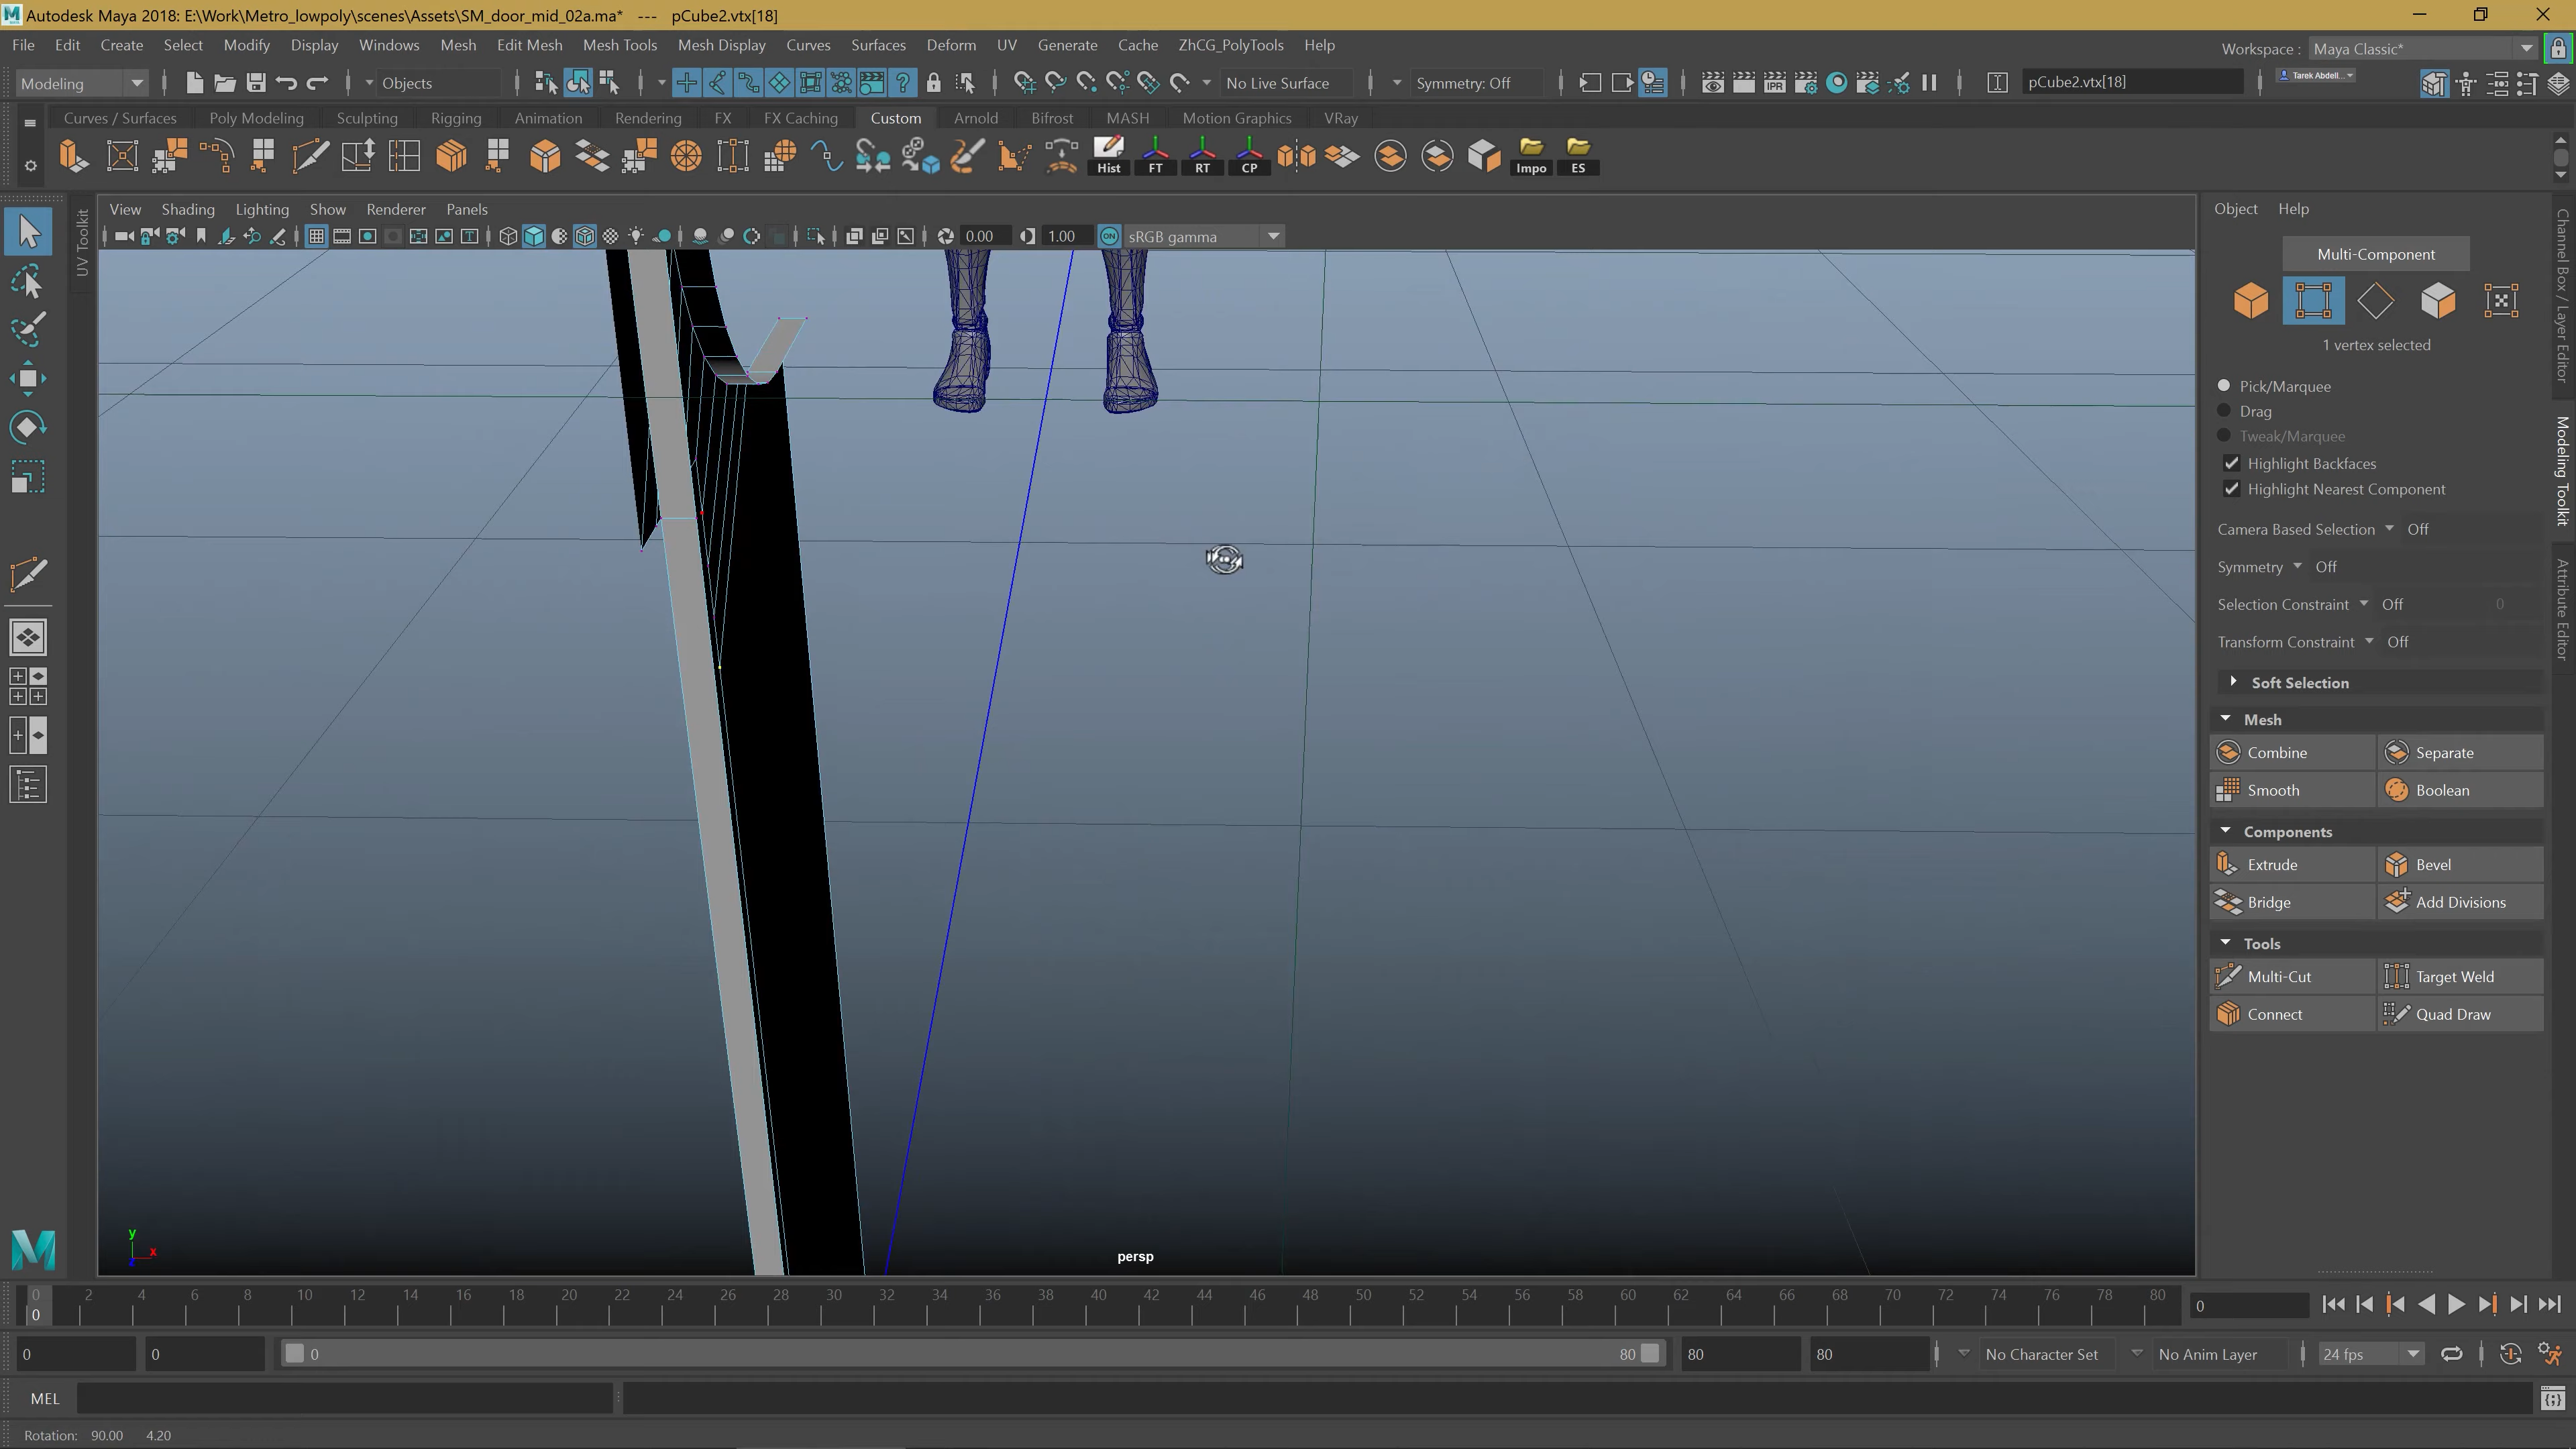 Autodesk Maya 2018: E:\Work\Metro_lowpoly\scenes\Assets\SM_door_mid_02a.ma* --- pCube2.vtx[18]
File Edit Create Select Modify Display Windows Mesh Edit Mesh Mesh Tools Mesh Display Curves Surfaces Deform UV Generate Cache ZhCG_PolyTools Help
Workspace : Maya Classic*
Modeling Objects No Live Surface Symmetry: Off pCube2.vtx[18] Tarek Abdell...
Curves / Surfaces Poly Modeling Sculpting Rigging Animation Rendering FX FX Caching Custom Arnold Bifrost MASH Motion Graphics VRay
Hist FT RT CP Impo ES
View Shading Lighting Show Renderer Panels
0.00 1.00 ON sRGB gamma
UV Toolkit
persp
y
x
Object Help
Multi-Component
1 vertex selected
Pick/Marquee
Drag
Tweak/Marquee
Highlight Backfaces
Highlight Nearest Component
Camera Based Selection Off
Symmetry Off
Selection Constraint Off 0
Transform Constraint Off
Soft Selection
Mesh
Combine Separate
Smooth Boolean
Components
Extrude Bevel
Bridge Add Divisions
Tools
Multi-Cut Target Weld
Connect Quad Draw
Channel Box / Layer Editor
Modeling Toolkit
Attribute Editor
0 2 4 6 8 10 12 14 16 18 20 22 24 26 28 30 32 34 36 38 40 42 44 46 48 50 52 54 56 58 60 62 64 66 68 70 72 74 76 78 80
0 0
0 0 0 80 80 80 No Character Set No Anim Layer 24 fps
MEL
Rotation: 90.00 4.20